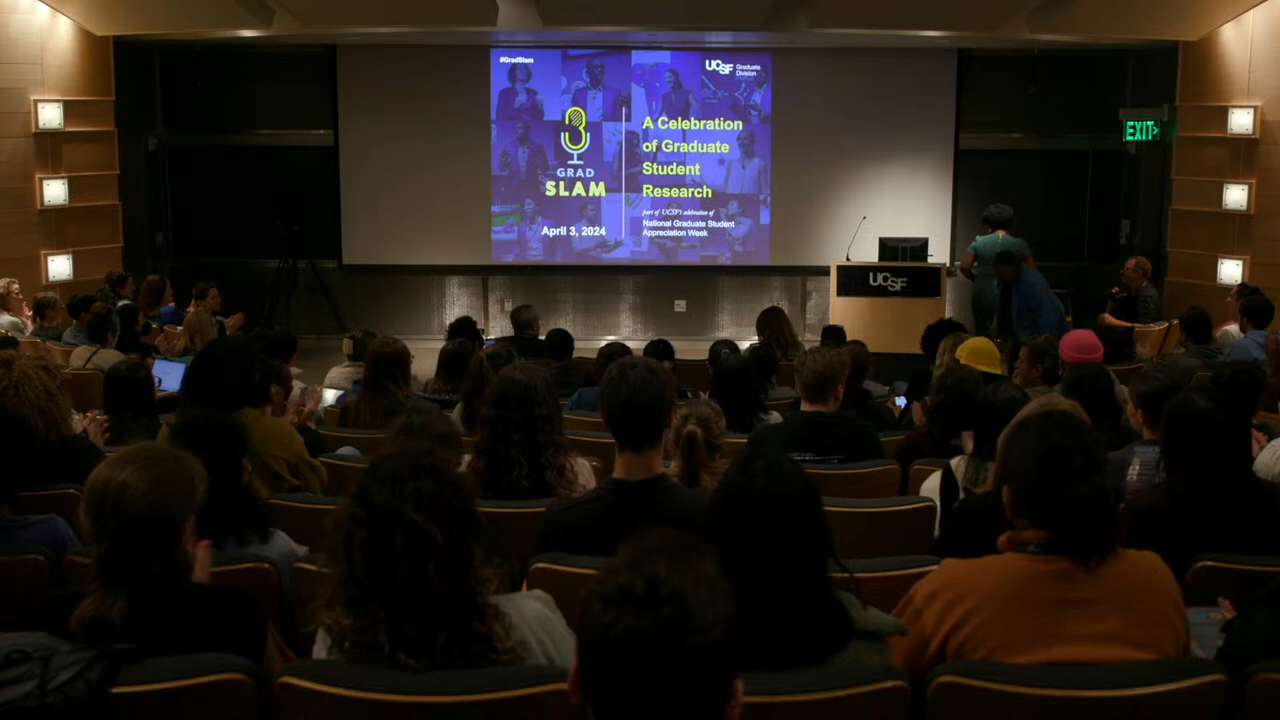 #GradSlam
UCSF Graduate
Division
GRAD
SLAM
April 3, 2024
A Celebration
of Graduate
Student
Research
part of UCSF's celebration of
National Graduate Student
Appreciation Week
EXIT>
UCSF